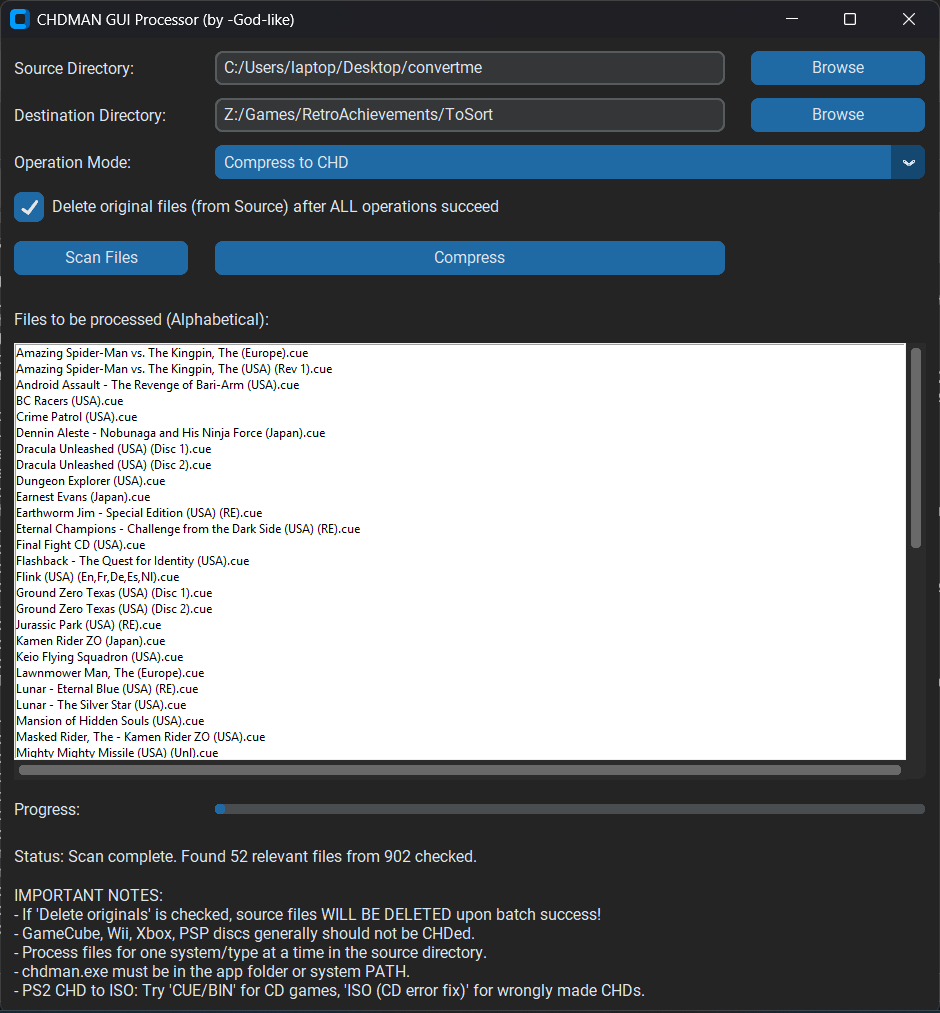 CHDMAN GUI Processor (by -God-like)
Source Directory: C:/Users/laptop/Desktop/convertme Browse
Destination Directory: Z:/Games/RetroAchievements/ToSort Browse
Operation Mode: Compress to CHD
Delete original files (from Source) after ALL operations succeed
Scan Files Compress
Files to be processed (Alphabetical):
Amazing Spider-Man vs. The Kingpin, The (Europe).cue
Amazing Spider-Man vs. The Kingpin, The (USA) (Rev 1).cue
Android Assault - The Revenge of Bari-Arm (USA).cue
BC Racers (USA).cue
Crime Patrol (USA).cue
Dennin Aleste - Nobunaga and His Ninja Force (Japan).cue
Dracula Unleashed (USA) (Disc 1).cue
Dracula Unleashed (USA) (Disc 2).cue
Dungeon Explorer (USA).cue
Earnest Evans (Japan).cue
Earthworm Jim - Special Edition (USA) (RE).cue
Eternal Champions - Challenge from the Dark Side (USA) (RE).cue
Final Fight CD (USA).cue
Flashback - The Quest for Identity (USA).cue
Flink (USA) (En,Fr,De,Es,Nl).cue
Ground Zero Texas (USA) (Disc 1).cue
Ground Zero Texas (USA) (Disc 2).cue
Jurassic Park (USA) (RE).cue
Kamen Rider ZO (Japan).cue
Keio Flying Squadron (USA).cue
Lawnmower Man, The (Europe).cue
Lunar - Eternal Blue (USA) (RE).cue
Lunar - The Silver Star (USA).cue
Mansion of Hidden Souls (USA).cue
Masked Rider, The - Kamen Rider ZO (USA).cue
Mighty Mighty Missile (USA) (Unl).cue
Progress:
Status: Scan complete. Found 52 relevant files from 902 checked.
IMPORTANT NOTES:
- If 'Delete originals' is checked, source files WILL BE DELETED upon batch success!
- GameCube, Wii, Xbox, PSP discs generally should not be CHDed.
- Process files for one system/type at a time in the source directory.
- chdman.exe must be in the app folder or system PATH.
- PS2 CHD to ISO: Try 'CUE/BIN' for CD games, 'ISO (CD error fix)' for wrongly made CHDs.